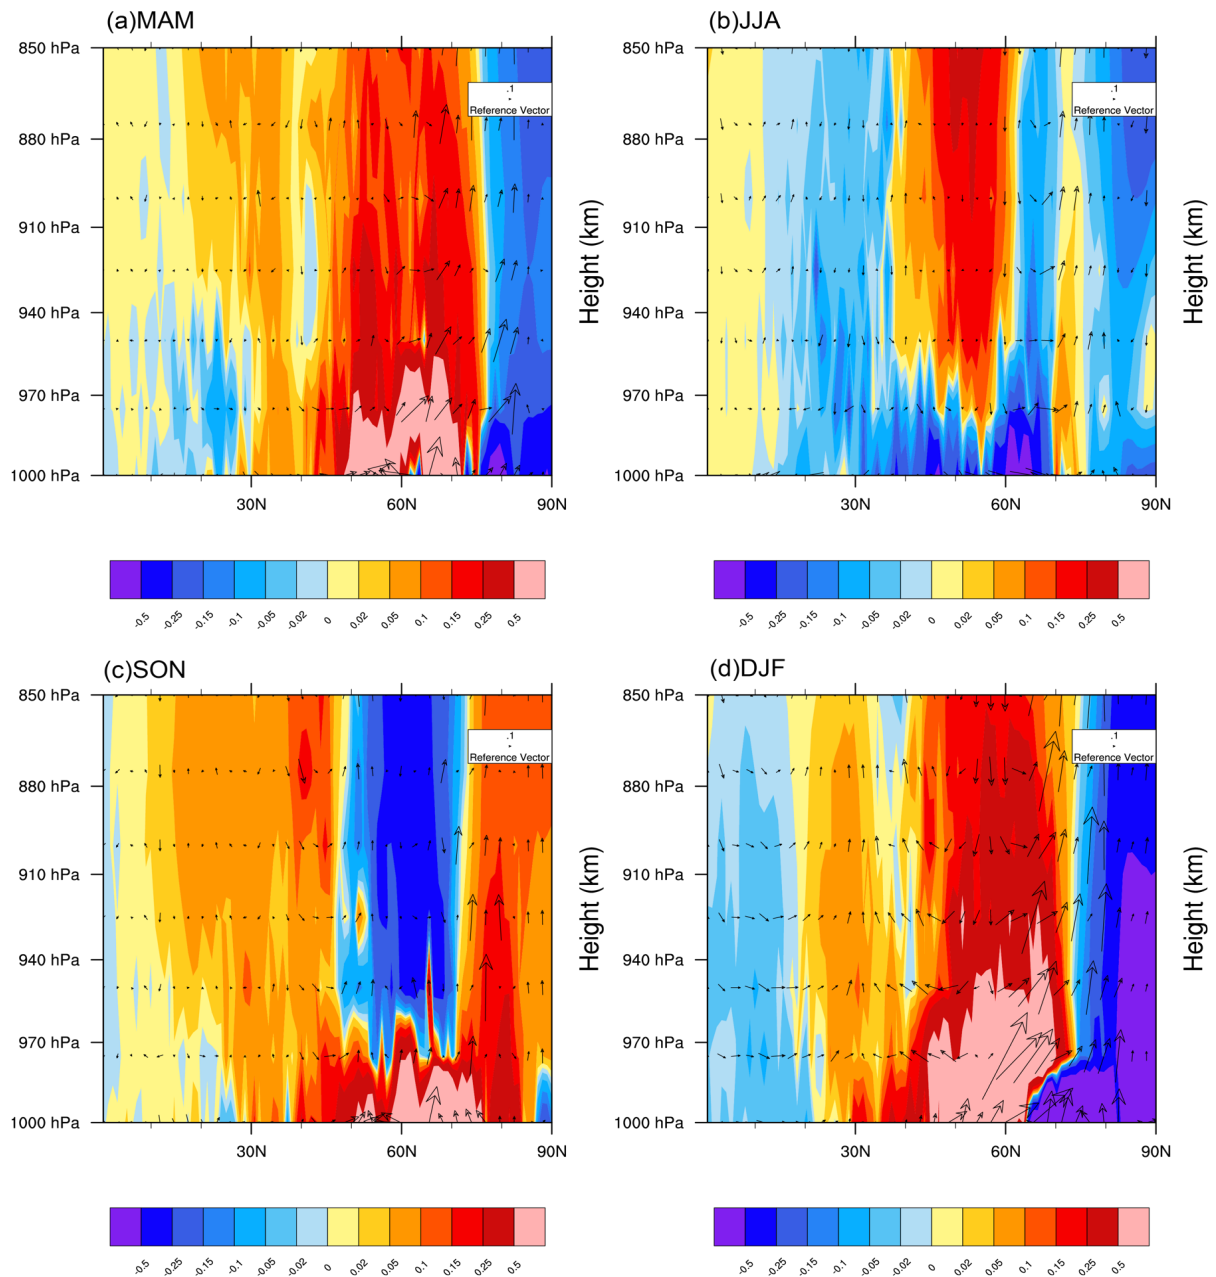 (a)MAM
850 hPa
880 hPa
910 hPa
940 hPa
970 hPa
1000 hPa
.1
Reference Vector
Height (km)
30N
60N
90N
-0.5
-0.25
-0.15
-0.1
-0.05
-0.02
0
0.02
0.05
0.1
0.15
0.25
0.5
(b)JJA
850 hPa
880 hPa
910 hPa
940 hPa
970 hPa
1000 hPa
.1
Reference Vector
Height (km)
30N
60N
90N
-0.5
-0.25
-0.15
-0.1
-0.05
-0.02
0
0.02
0.05
0.1
0.15
0.25
0.5
(c)SON
850 hPa
880 hPa
910 hPa
940 hPa
970 hPa
1000 hPa
.1
Reference Vector
Height (km)
30N
60N
90N
-0.5
-0.25
-0.15
-0.1
-0.05
-0.02
0
0.02
0.05
0.1
0.15
0.25
0.5
(d)DJF
850 hPa
880 hPa
910 hPa
940 hPa
970 hPa
1000 hPa
.1
Reference Vector
Height (km)
30N
60N
90N
-0.5
-0.25
-0.15
-0.1
-0.05
-0.02
0
0.02
0.05
0.1
0.15
0.25
0.5